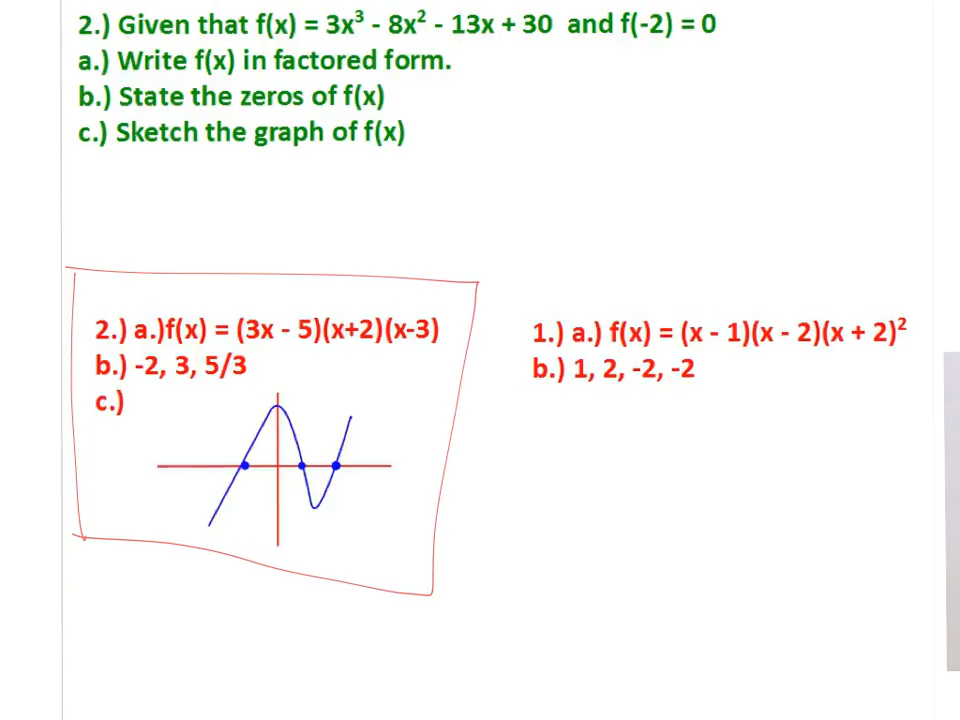 2.) Given that f(x) = 3x³ - 8x² - 13x + 30 and f(-2) = 0
a.) Write f(x) in factored form.
b.) State the zeros of f(x)
c.) Sketch the graph of f(x)
2.) a.)f(x) = (3x - 5)(x+2)(x-3)
b.) -2, 3, 5/3
c.)
1.) a.) f(x) = (x - 1)(x - 2)(x + 2)²
b.) 1, 2, -2, -2